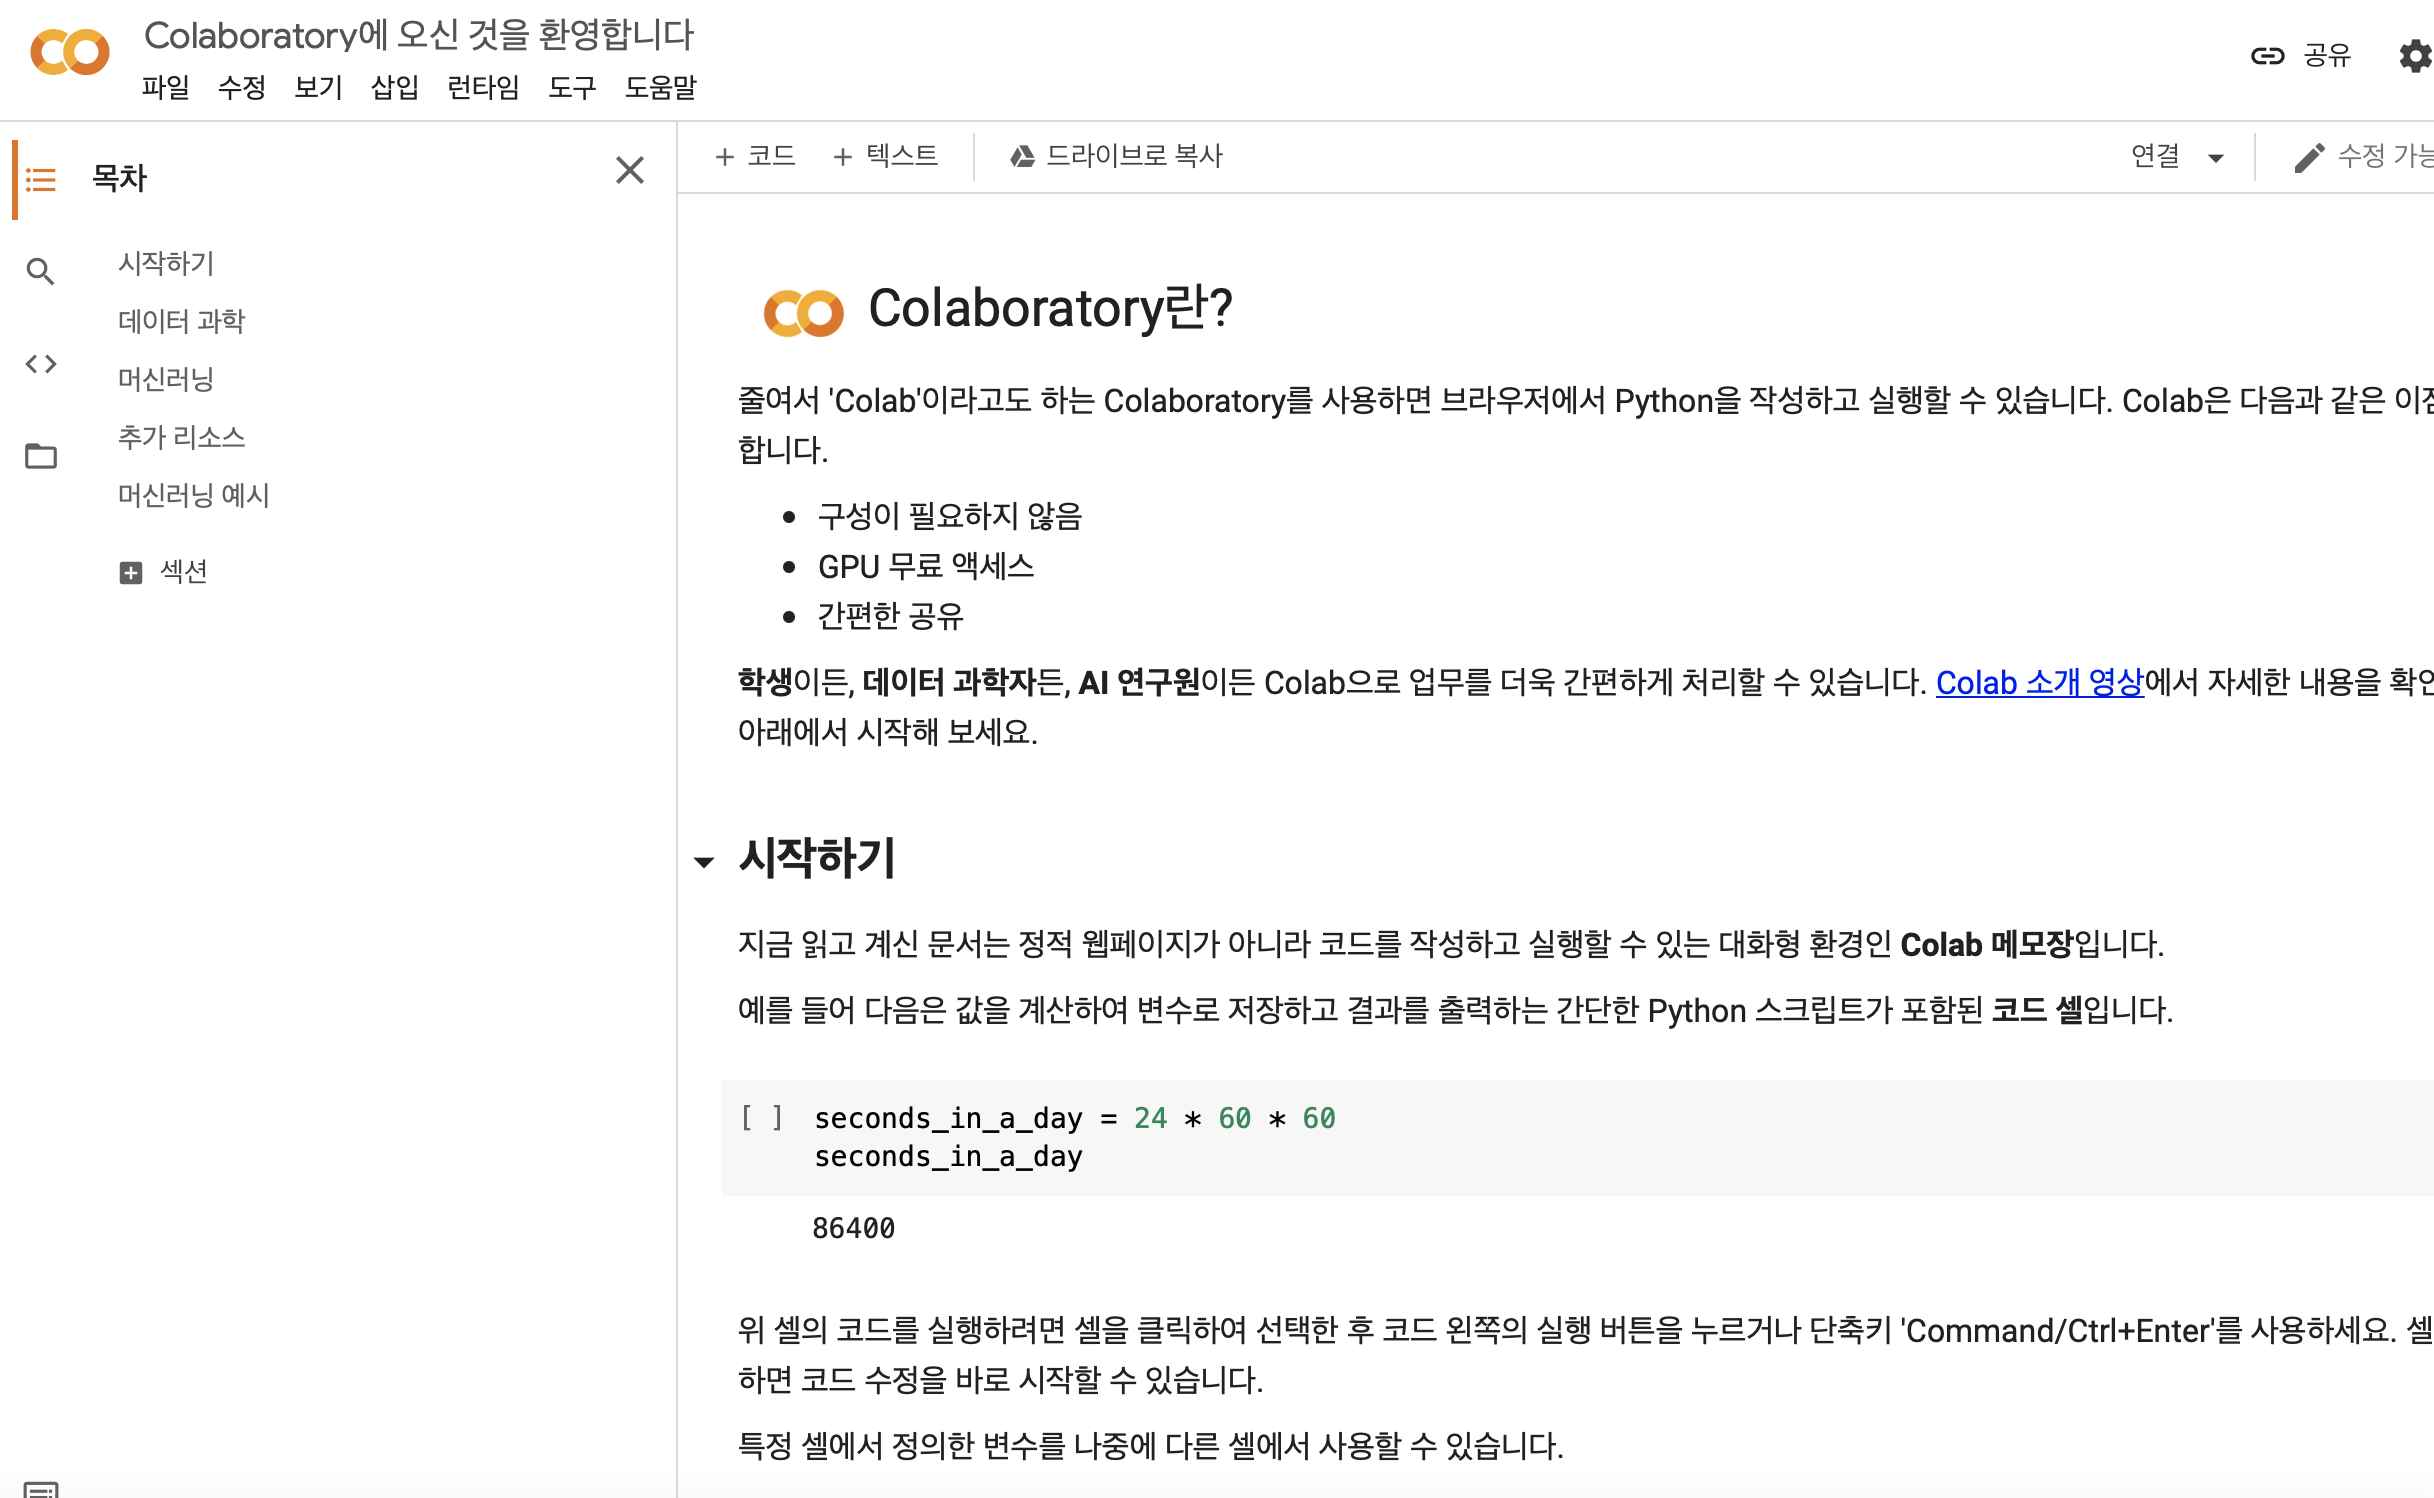 Colaboratory에 오신 것을 환영합니다
파일 수정 보기 삽입 런타임 도구 도움말
공유
목차
시작하기
데이터 과학
머신러닝
추가 리소스
머신러닝 예시
섹션
+ 코드 + 텍스트 드라이브로 복사
연결 수정
Colaboratory란?
줄여서 'Colab'이라고도 하는 Colaboratory를 사용하면 브라우저에서 Python을 작성하고 실행할 수 있습니다. Colab은 다음과 같은
합니다.
• 구성이 필요하지 않음
• GPU 무료 액세스
• 간편한 공유
학생이든, 데이터 과학자든, AI 연구원이든 Colab으로 업무를 더욱 간편하게 처리할 수 있습니다. Colab 소개 영상에서 자세한 내용을
아래에서 시작해 보세요.
시작하기
지금 읽고 계신 문서는 정적 웹페이지가 아니라 코드를 작성하고 실행할 수 있는 대화형 환경인 Colab 메모장입니다.
예를 들어 다음은 값을 계산하여 변수로 저장하고 결과를 출력하는 간단한 Python 스크립트가 포함된 코드 셀입니다.
[ ] seconds_in_a_day = 24 * 60 * 60
seconds_in_a_day
86400
위 셀의 코드를 실행하려면 셀을 클릭하여 선택한 후 코드 왼쪽의 실행 버튼을 누르거나 단축키 'Command/Ctrl+Enter'를 사용하세요. 셀
하면 코드 수정을 바로 시작할 수 있습니다.
특정 셀에서 정의한 변수를 나중에 다른 셀에서 사용할 수 있습니다.